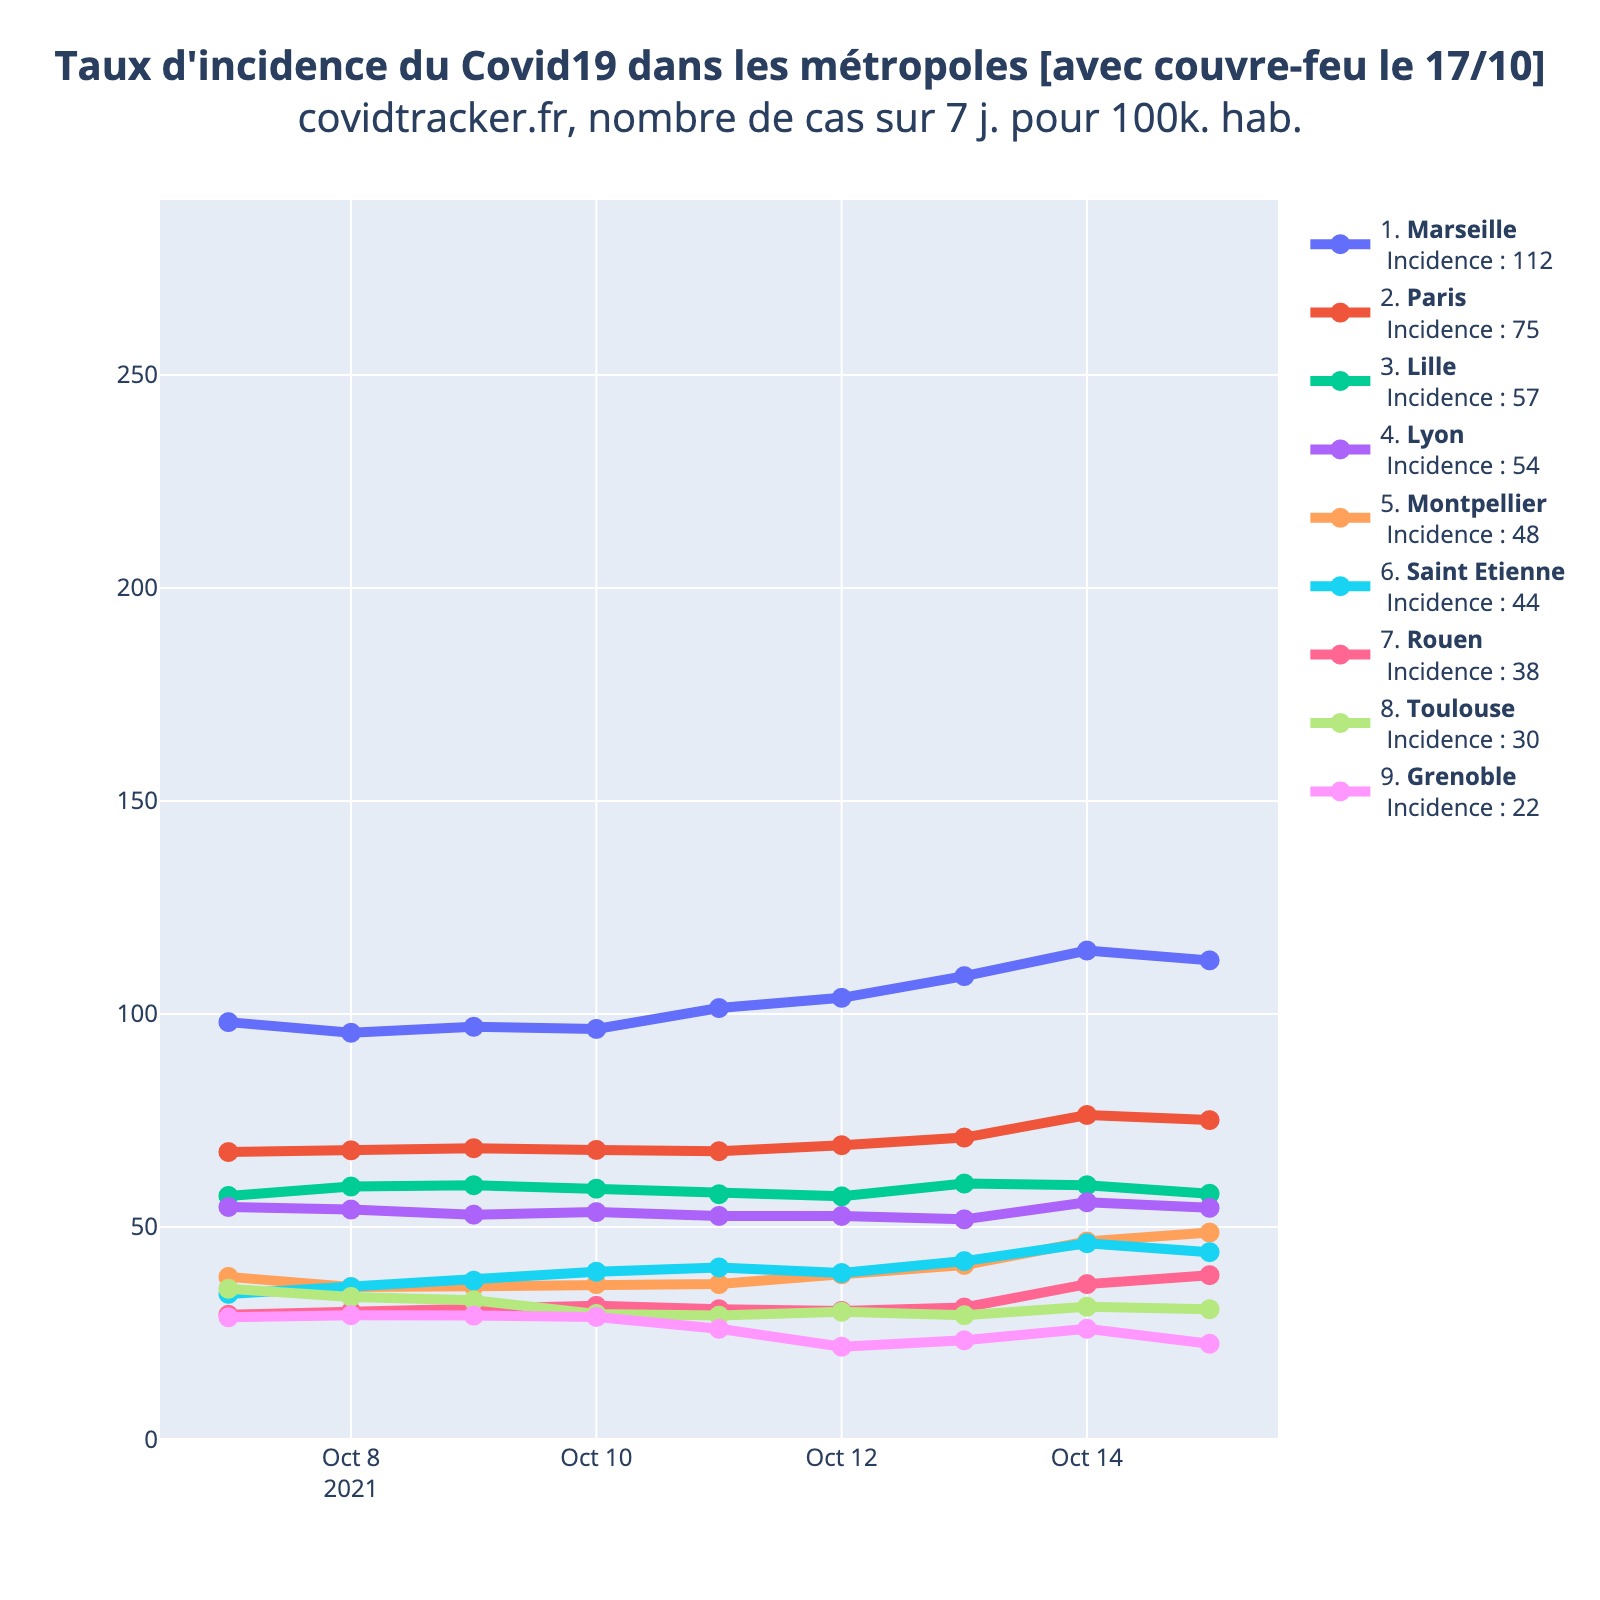 Taux d'incidence du Covid19 dans les métropoles [avec couvre-feu le 17/10]
covidtracker.fr, nombre de cas sur 7 j. pour 100k. hab.
250
200
150
100
50
0
Oct 8
2021
Oct 10
Oct 12
Oct 14
1. Marseille
Incidence : 112
2. Paris
Incidence : 75
3. Lille
Incidence : 57
4. Lyon
Incidence : 54
5. Montpellier
Incidence : 48
6. Saint Etienne
Incidence : 44
7. Rouen
Incidence : 38
8. Toulouse
Incidence : 30
9. Grenoble
Incidence : 22